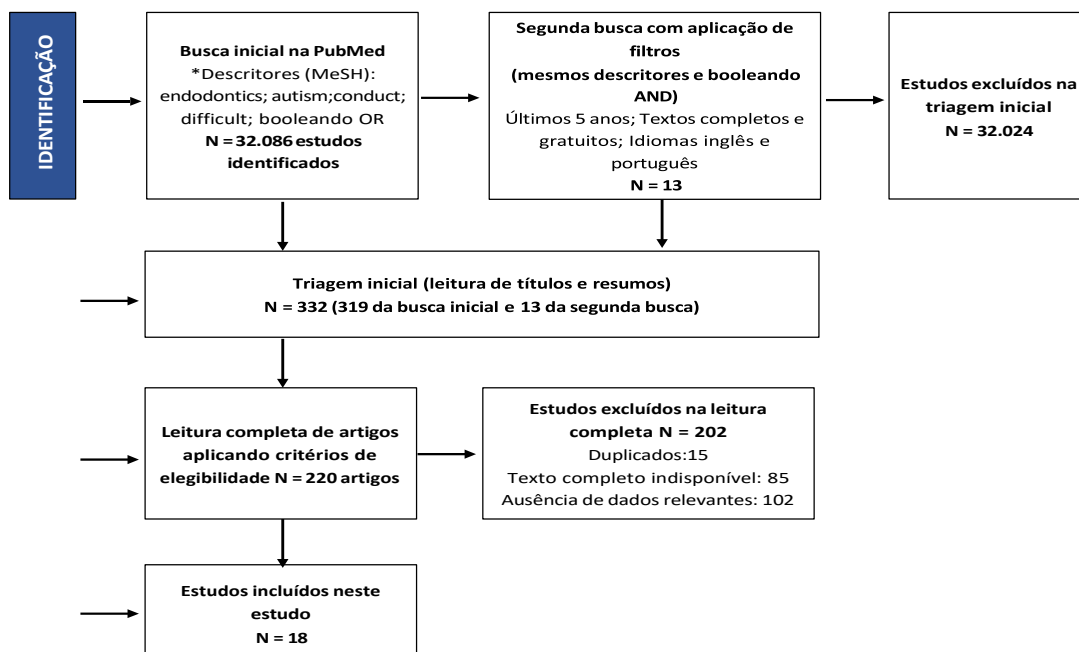 IDENTIFICAÇÃO
Busca inicial na PubMed
*Descritores (MeSH):
endodontics; autism;conduct;
difficult; booleando OR
N = 32.086 estudos
identificados
Segunda busca com aplicação de
filtros
(mesmos descritores e booleando
AND)
Últimos 5 anos; Textos completos e
gratuitos; Idiomas inglês e
português
N = 13
Estudos excluídos na
triagem inicial
N = 32.024
Triagem inicial (leitura de títulos e resumos)
N = 332 (319 da busca inicial e 13 da segunda busca)
Leitura completa de artigos
aplicando critérios de
elegibilidade N = 220 artigos
Estudos excluídos na leitura
completa N = 202
Duplicados:15
Texto completo indisponível: 85
Ausência de dados relevantes: 102
Estudos incluídos neste
estudo
N = 18